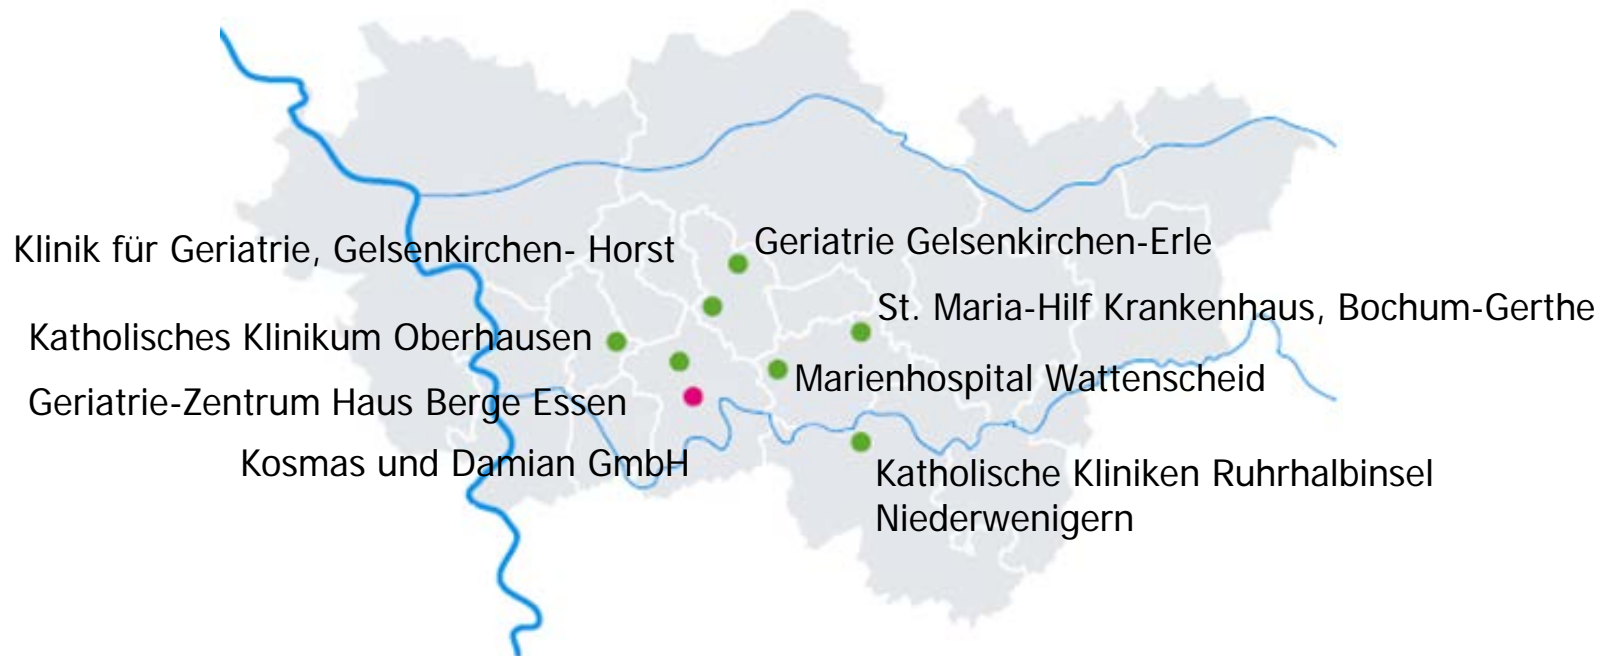 Geriatrie Gelsenkirchen-Erle
Klinik für Geriatrie, Gelsenkirchen- Horst
St. Maria-Hilf Krankenhaus, Bochum-Gerthe
Katholisches Klinikum Oberhausen
Marienhospital Wattenscheid
Geriatrie-Zentrum Haus Berge Essen
Kosmas und Damian GmbH
Katholische Kliniken Ruhrhalbinsel
Niederwenigern